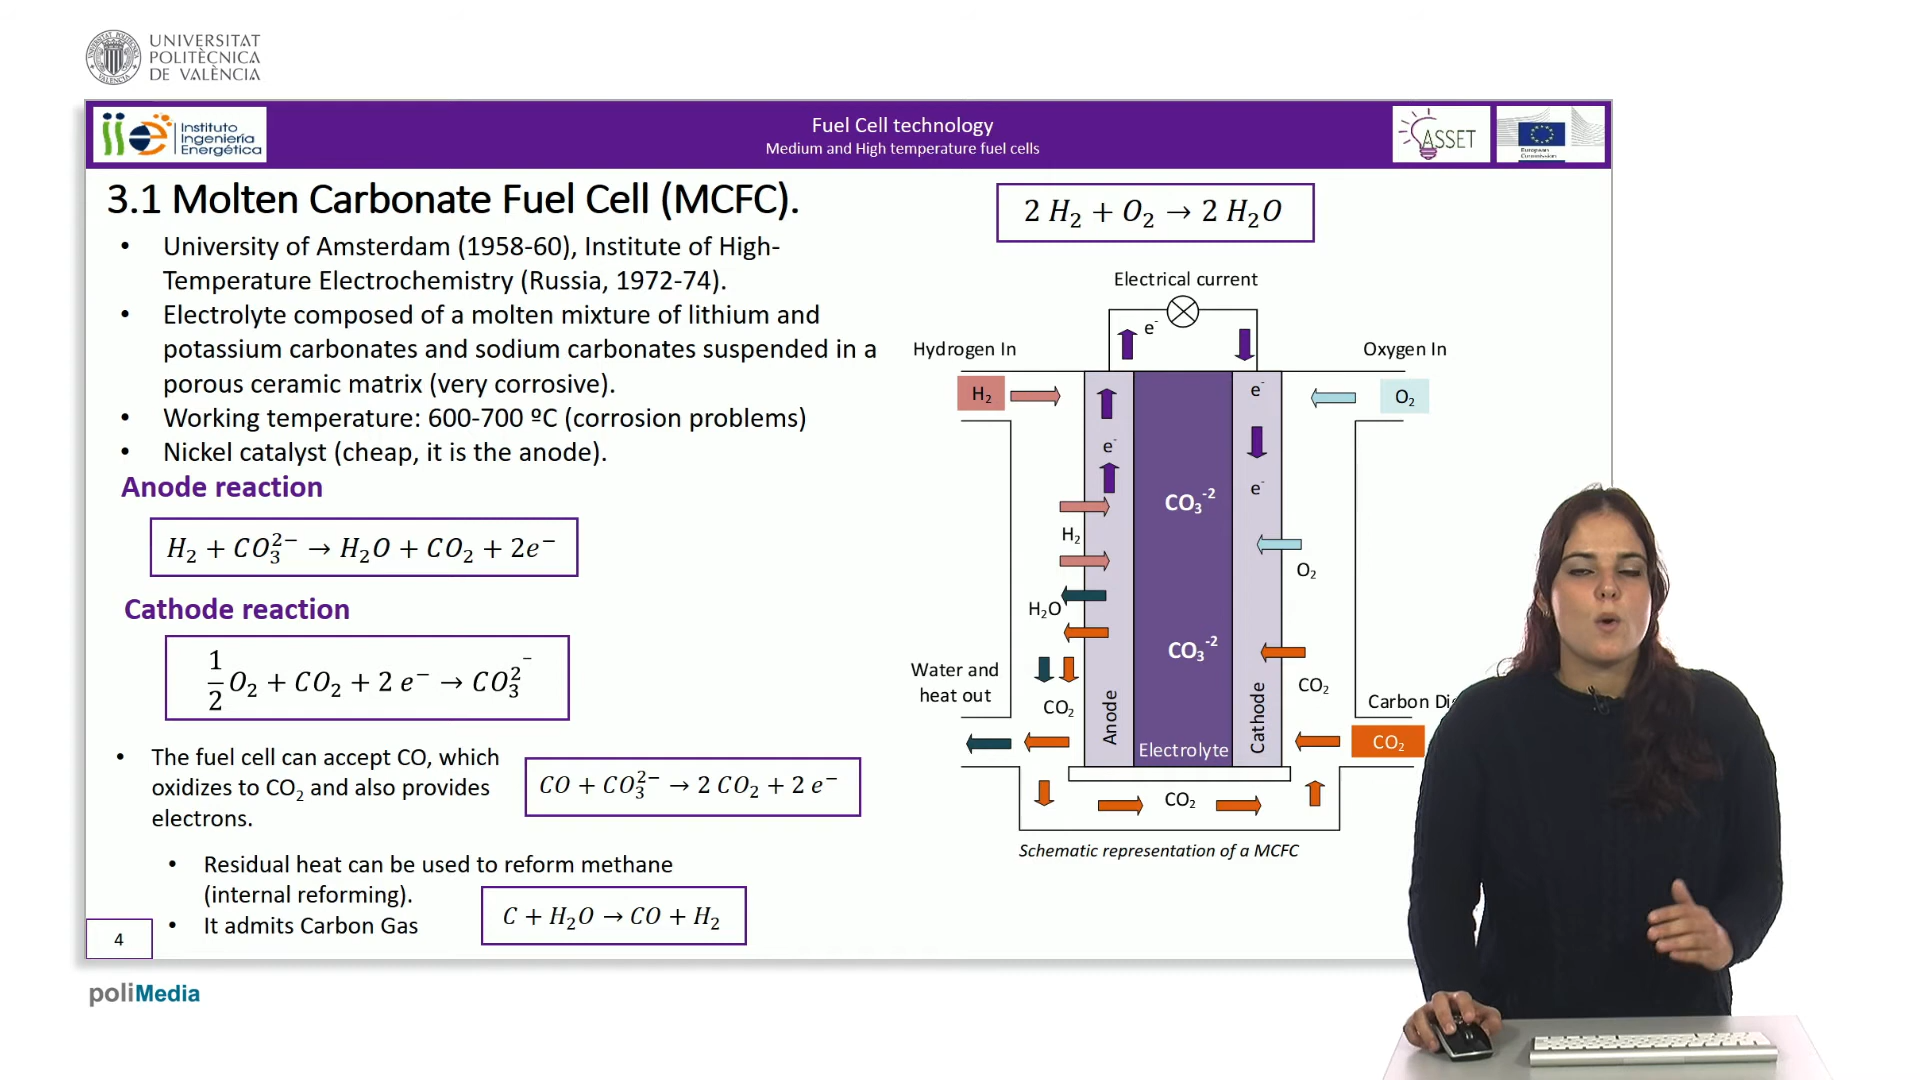 UNIVERSITAT
POLITÈCNICA
DE VALÈNCIA
Instituto
Ingeniería
Energética
Fuel Cell technology
Medium and High temperature fuel cells
ASSET
European
Commission
3.1 Molten Carbonate Fuel Cell (MCFC).
• University of Amsterdam (1958-60), Institute of High-
Temperature Electrochemistry (Russia, 1972-74).
• Electrolyte composed of a molten mixture of lithium and
potassium carbonates and sodium carbonates suspended in a
porous ceramic matrix (very corrosive).
• Working temperature: 600-700 ºC (corrosion problems)
• Nickel catalyst (cheap, it is the anode).
Anode reaction
H₂ + CO₃²⁻ → H₂O + CO₂ + 2e⁻
Cathode reaction
1/2 O₂ + CO₂ + 2 e⁻ → CO₃²⁻
• The fuel cell can accept CO, which
oxidizes to CO₂ and also provides
electrons.
CO + CO₃²⁻ → 2 CO₂ + 2 e⁻
• Residual heat can be used to reform methane
(internal reforming).
• It admits Carbon Gas
C + H₂O → CO + H₂
4
2 H₂ + O₂ → 2 H₂O
Electrical current
e⁻
Hydrogen In
Oxygen In
H₂
e⁻
O₂
e⁻
e⁻
CO₃⁻²
H₂
O₂
H₂O
CO₃⁻²
Water and
heat out
CO₂
CO₂
Carbon Di
Anode
Cathode
Electrolyte
CO₂
CO₂
Schematic representation of a MCFC
poliMedia